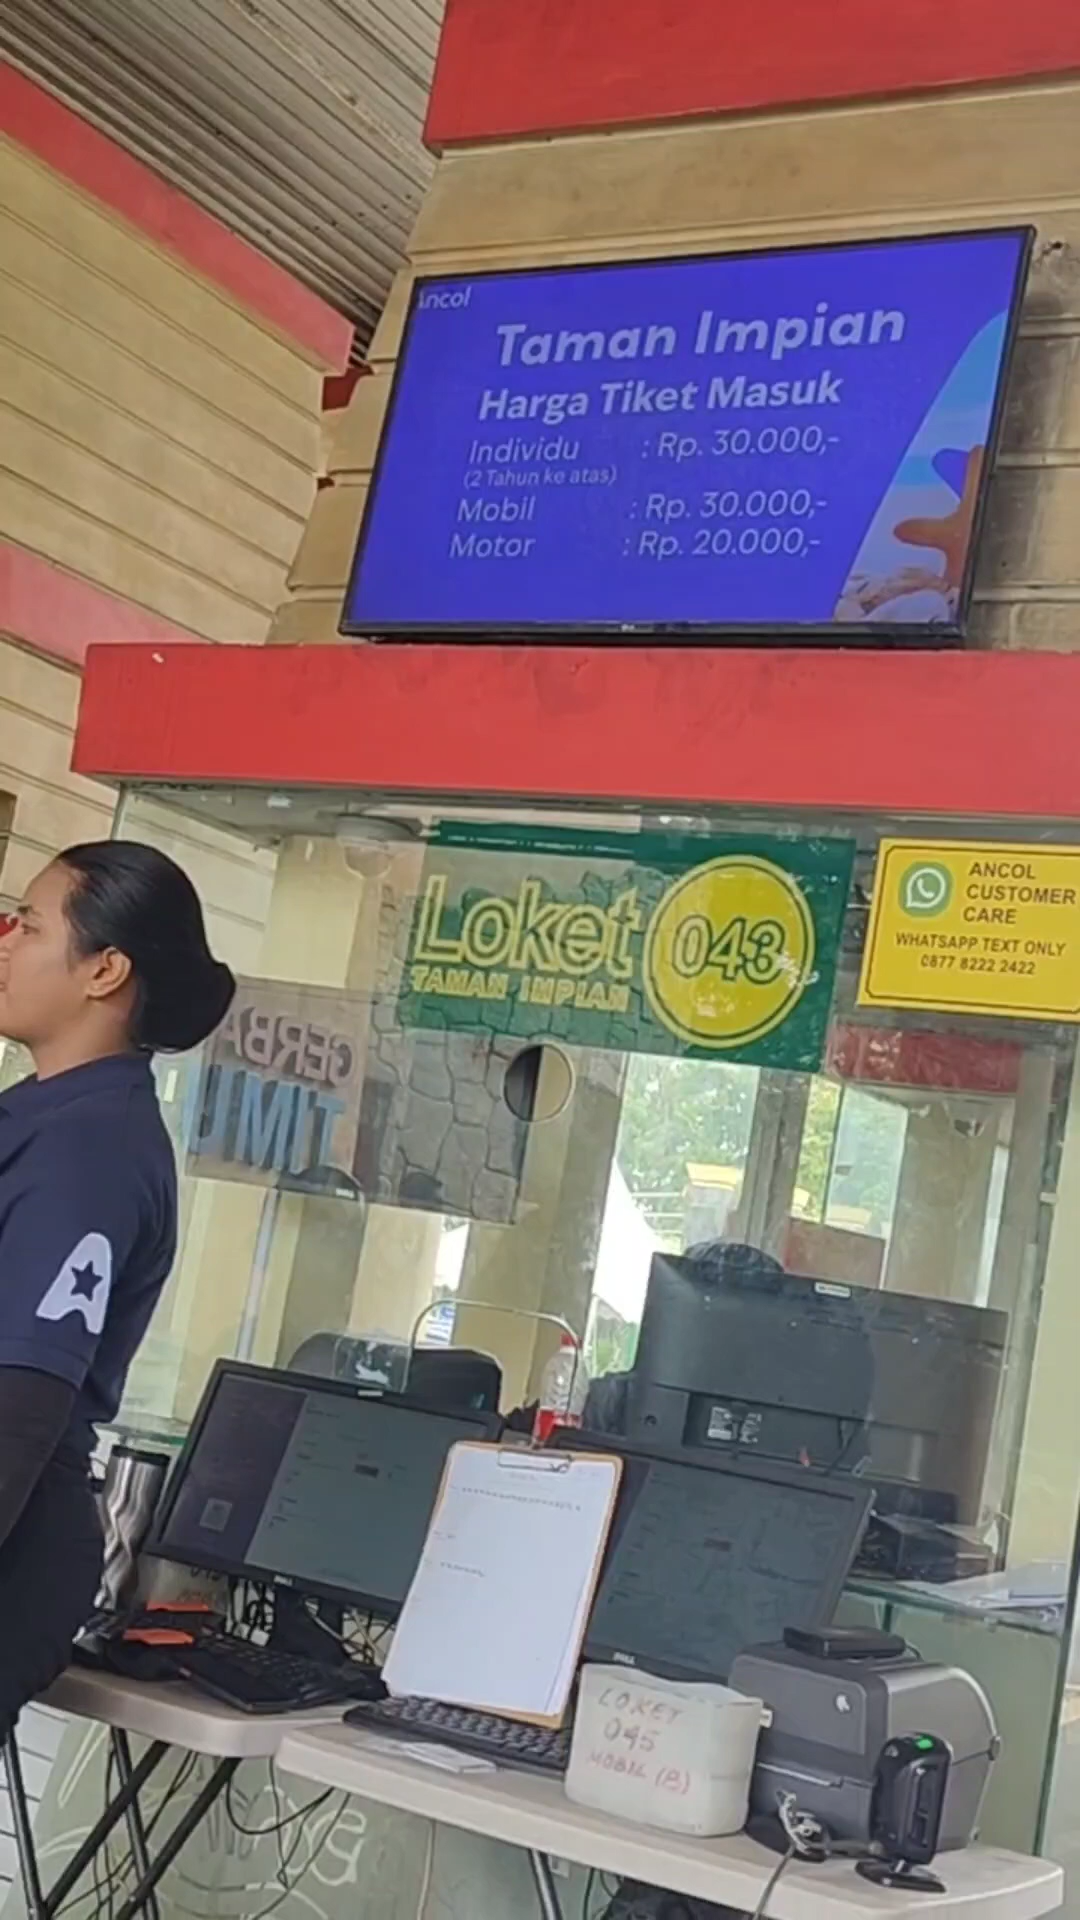 ancol
Taman Impian
Harga Tiket Masuk
Individu : Rp. 30.000,-
(2 Tahun ke atas)
Mobil : Rp. 30.000,-
Motor : Rp. 20.000,-
Loket 043
TAMAN IMPIAN
ANCOL
CUSTOMER
CARE
WHATSAPP TEXT ONLY
0877 8222 2422
GERBA
TIMU
A
DELL
DELL
LOKET
045
MOBIL (B)